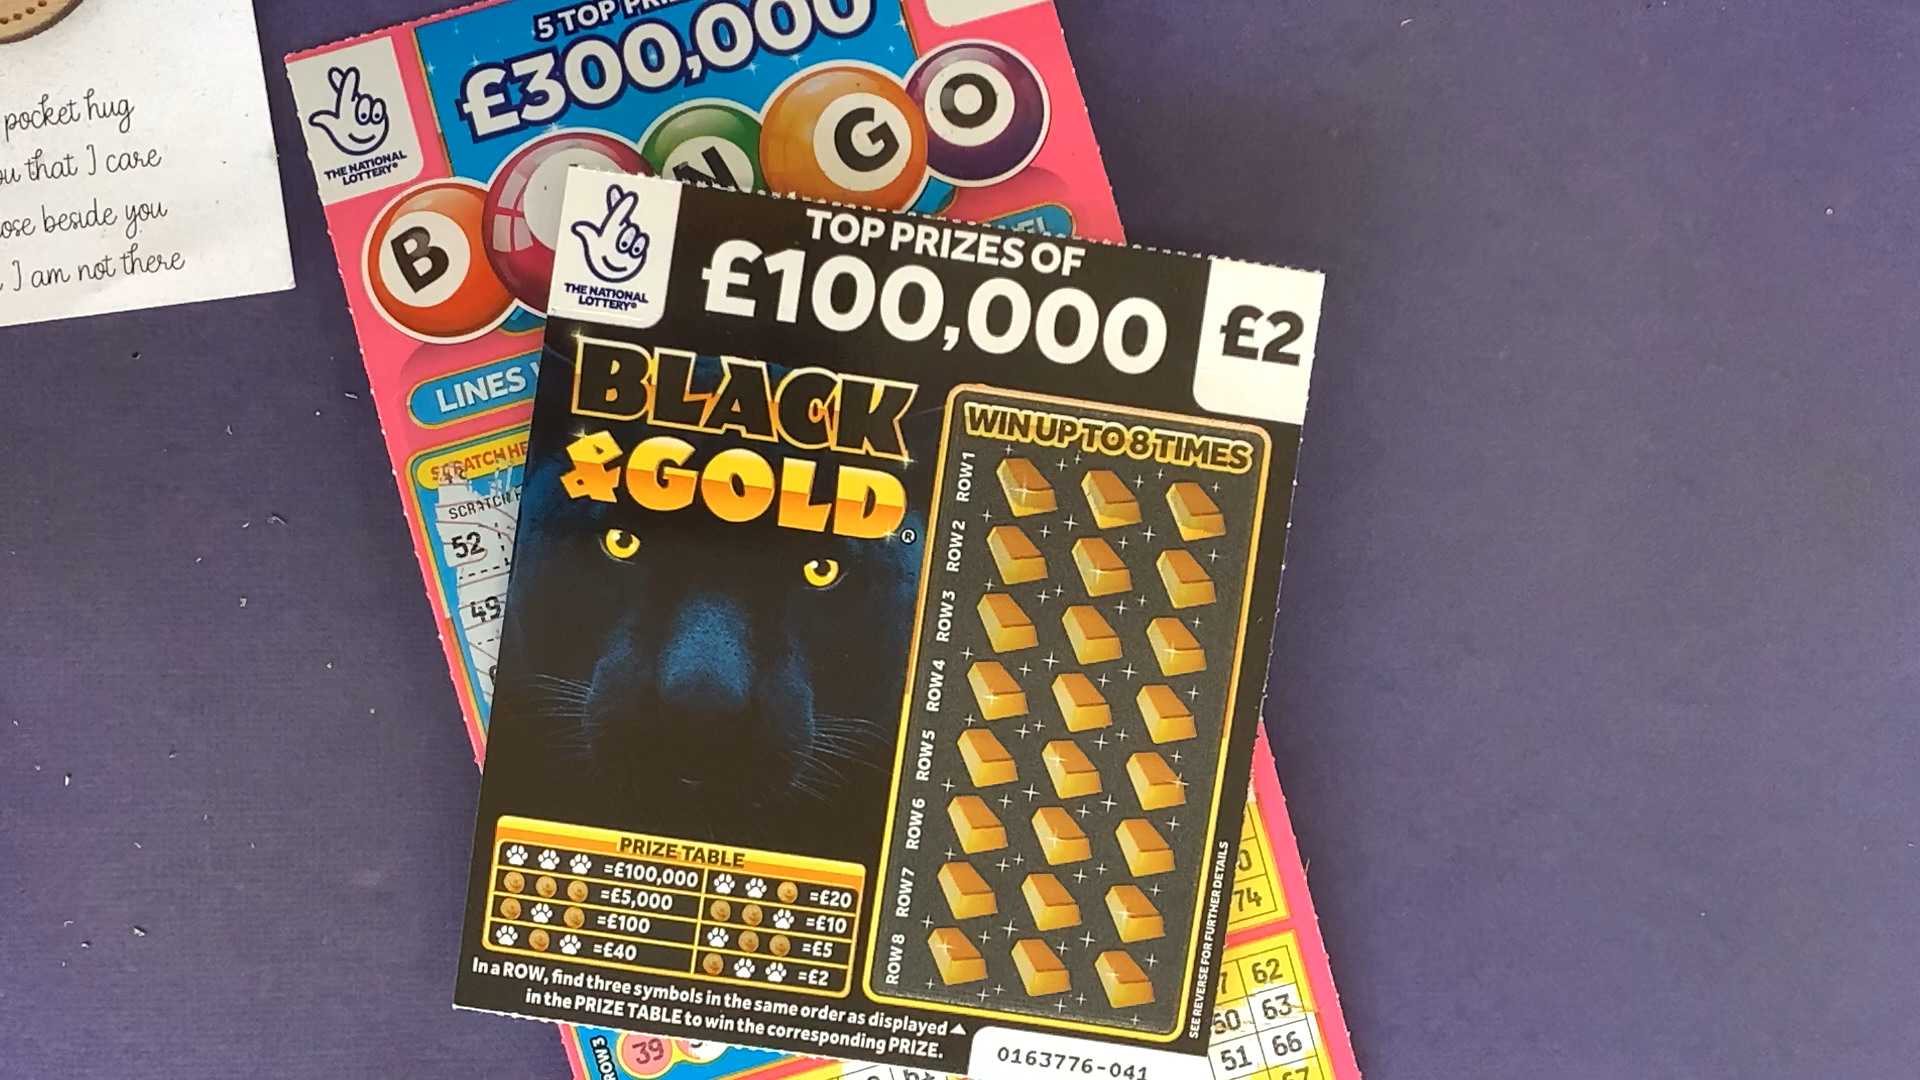 pocket hug
that I care
beside you
I am not there
5 TOP
£300,000
THE NATIONAL
LOTTERY®
B N G O
LINES
SCRATCH
52
49
THE NATIONAL
LOTTERY®
TOP PRIZES OF
£100,000
£2
BLACK
&GOLD®
WIN UP TO 8 TIMES
ROW 1
ROW 2
ROW 3
ROW 4
ROW 5
ROW 6
ROW 7
ROW 8
PRIZE TABLE
=£100,000
=£20
=£5,000
=£10
=£100
=£5
=£40
=£2
In a ROW, find three symbols in the same order as displayed
in the PRIZE TABLE to win the corresponding PRIZE.
SEE REVERSE FOR FURTHER DETAILS
0163776-041
74
62
63
51 66
ROW 3
39